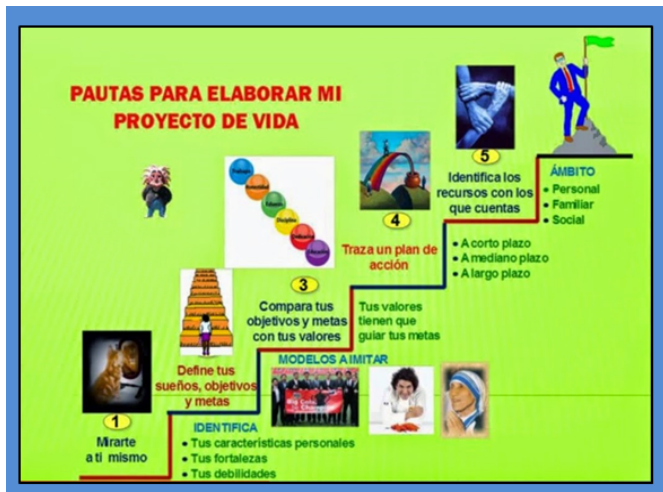 PAUTAS PARA ELABORAR MI
PROYECTO DE VIDA
1
Mirarte
a ti mismo
IDENTIFICA
• Tus características personales
• Tus fortalezas
• Tus debilidades
Define tus
sueños, objetivos
y metas
MODELOS A IMITAR
3
Compara tus
objetivos y metas
con tus valores
Tus valores
tienen que
guiar tus metas
4
Traza un plan de
acción
• A corto plazo
• A mediano plazo
• A largo plazo
5
Identifica los
recursos con los
que cuentas
ÁMBITO
• Personal
• Familiar
• Social